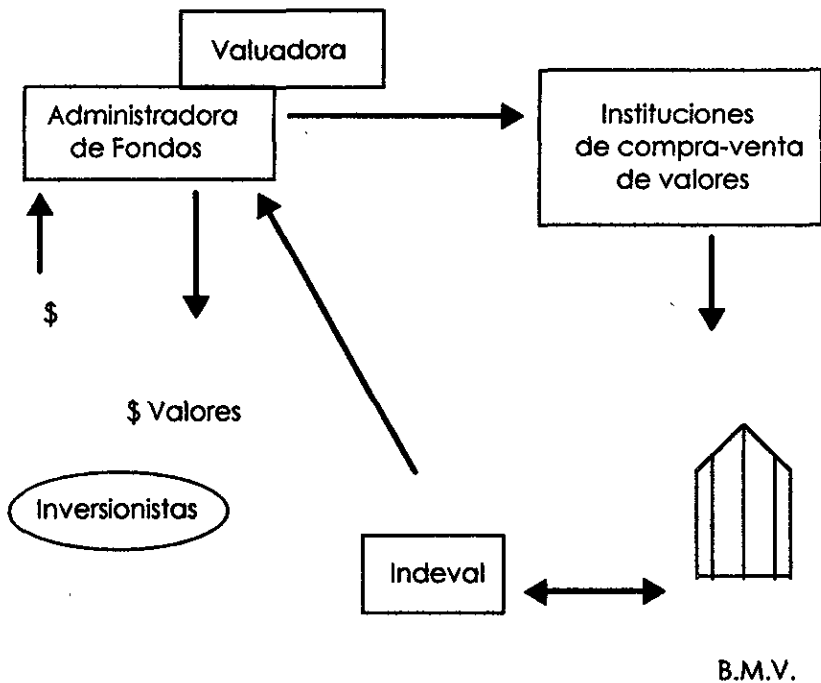 Valuadora
Administradora
de Fondos
Instituciones
de compra-venta
de valores
$
$ Valores
Inversionistas
Indeval
B.M.V.